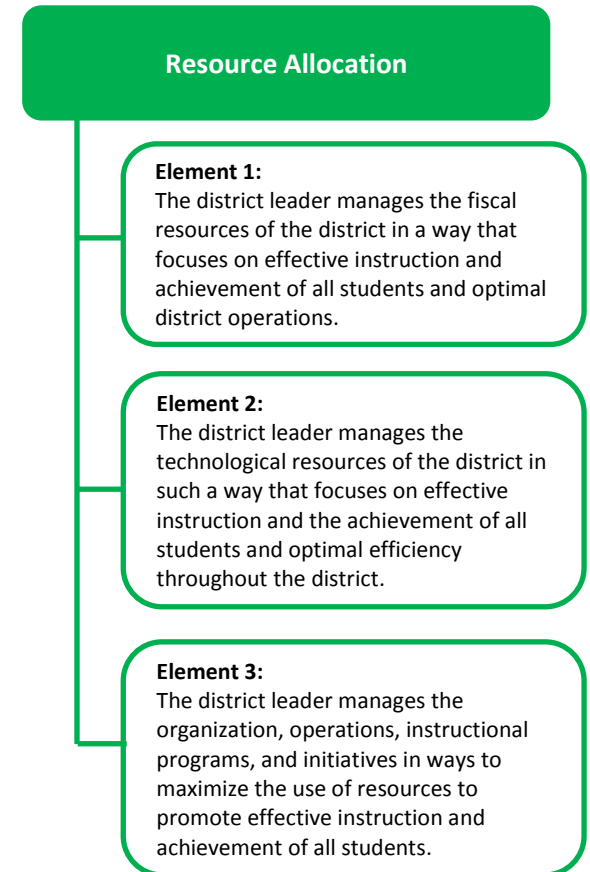 Resource Allocation
Element 1:
The district leader manages the fiscal
resources of the district in a way that
focuses on effective instruction and
achievement of all students and optimal
district operations.
Element 2:
The district leader manages the
technological resources of the district in
such a way that focuses on effective
instruction and the achievement of all
students and optimal efficiency
throughout the district.
Element 3:
The district leader manages the
organization, operations, instructional
programs, and initiatives in ways to
maximize the use of resources to
promote effective instruction and
achievement of all students.